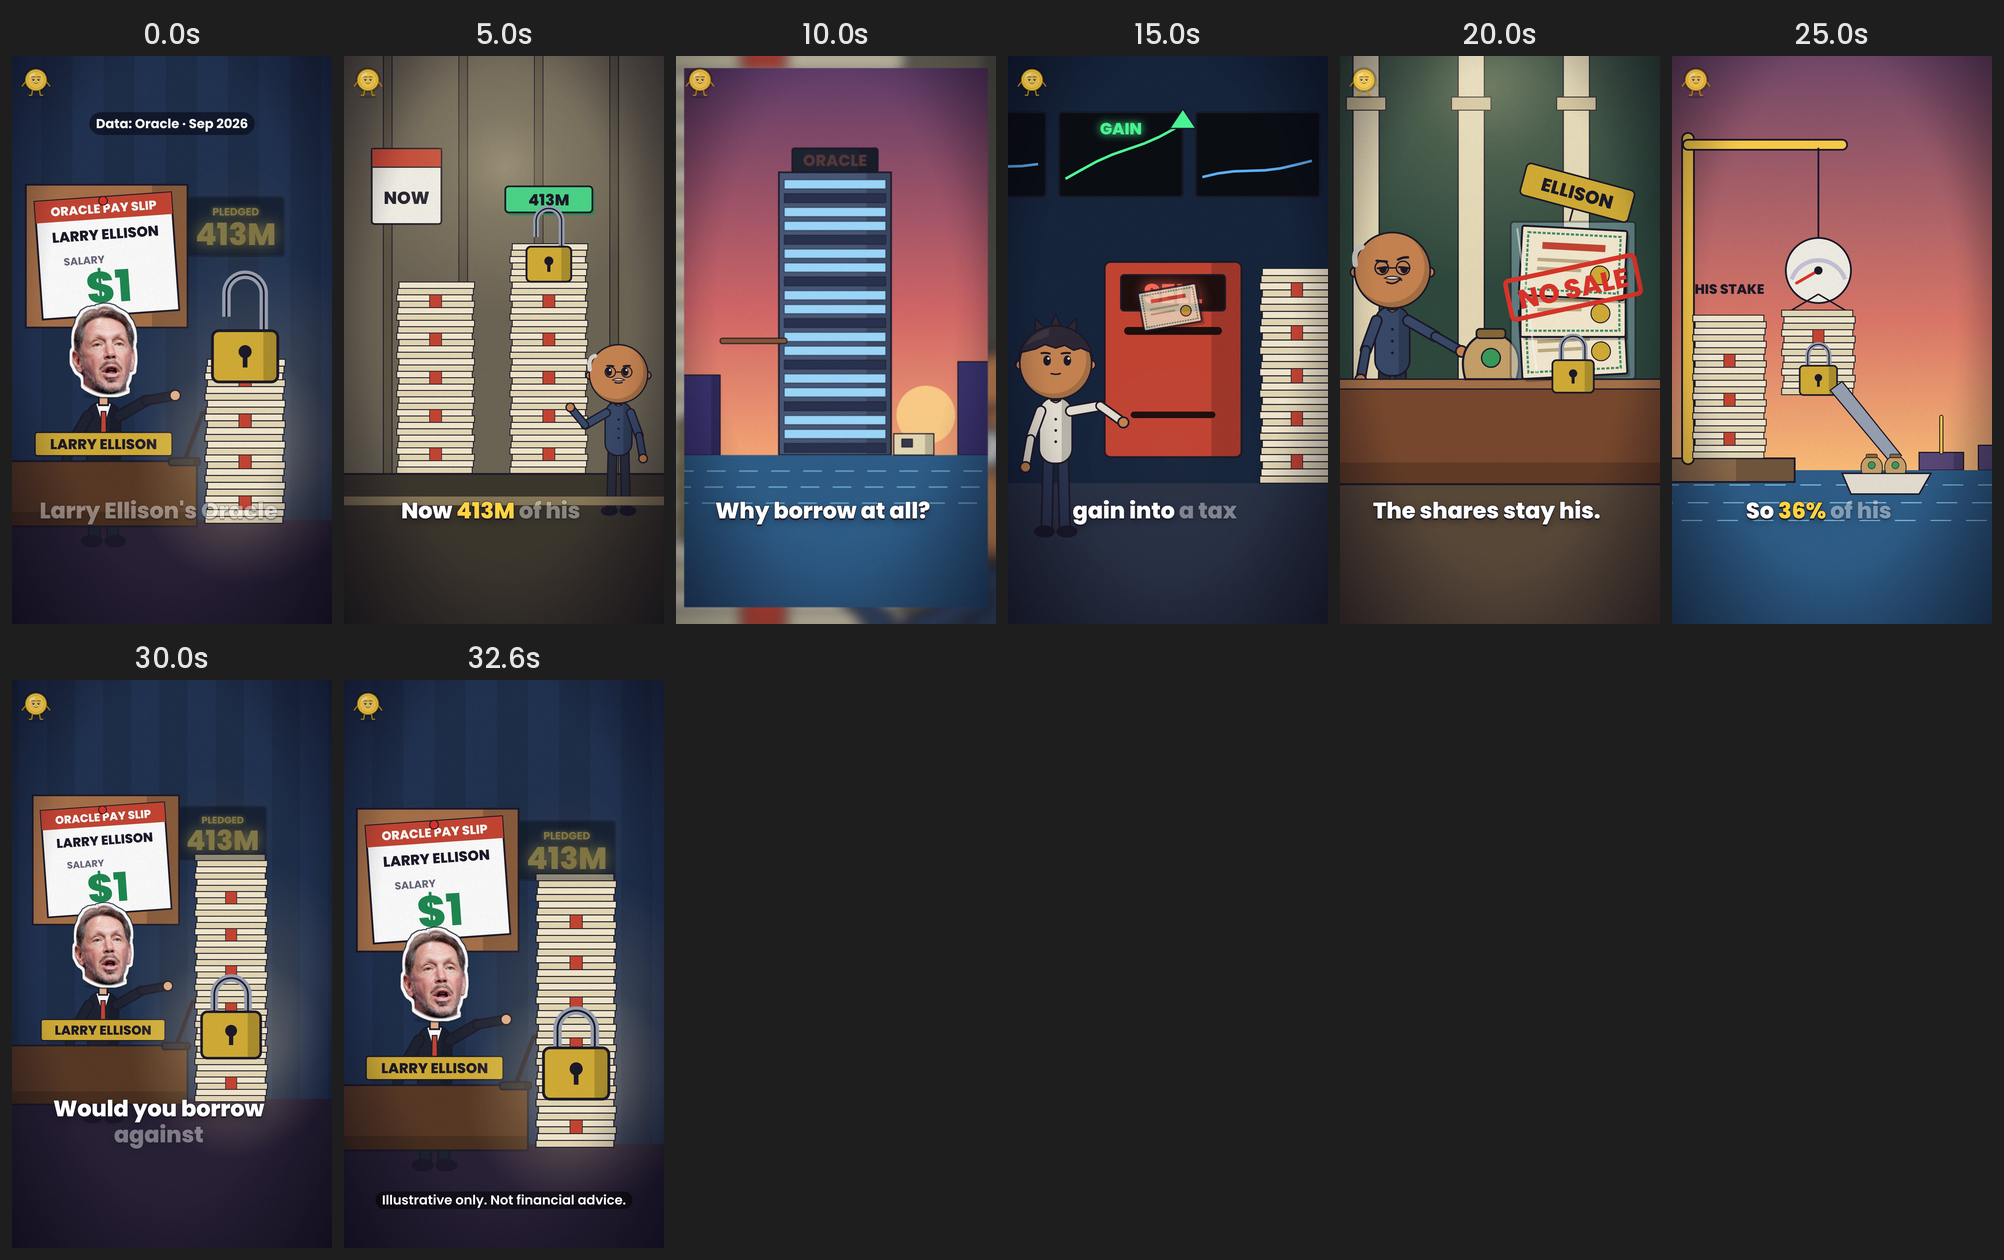 0.0s
5.0s
10.0s
15.0s
20.0s
25.0s
Data: Oracle · Sep 2026
ORACLE PAY SLIP
LARRY ELLISON
SALARY
$1
PLEDGED
413M
LARRY ELLISON
Larry Ellison's Oracle
NOW
413M
Now 413M of his
ORACLE
Why borrow at all?
GAIN
gain into a tax
ELLISON
NO SALE
The shares stay his.
HIS STAKE
So 36% of his
30.0s
32.6s
ORACLE PAY SLIP
LARRY ELLISON
SALARY
$1
PLEDGED
413M
LARRY ELLISON
Would you borrow
against
ORACLE PAY SLIP
LARRY ELLISON
SALARY
$1
PLEDGED
413M
LARRY ELLISON
Illustrative only. Not financial advice.